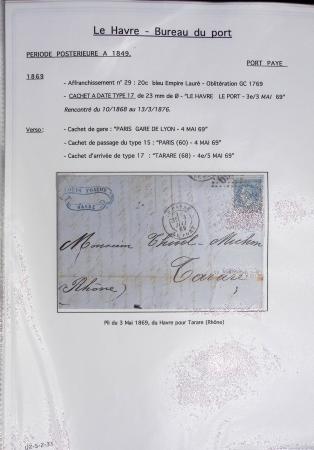 Le Havre - Bureau du port
PERIODE POSTERIEURE A 1849.
PORT PAYE
1869
- Affranchissement n° 29 : 20c bleu Empire Lauré - Oblitération GC 1769
- CACHET A DATE TYPE 17 de 23 mm de Ø - "LE HAVRE LE PORT - 3e/3 MAI 69"
Rencontré du 10/1868 au 13/3/1876.
Verso :
- Cachet de gare : "PARIS GARE DE LYON - 4 MAI 69"
- Cachet de passage du type 15 : "PARIS (60) - 4 MAI 69"
- Cachet d'arrivée de type 17 : "TARARE (68) - 4e/5 MAI 69"
HAVRE
Monsieur Thivel-Michon
Tarare
(Rhône)
Pli du 3 Mai 1869, du Havre pour Tarare (Rhône)